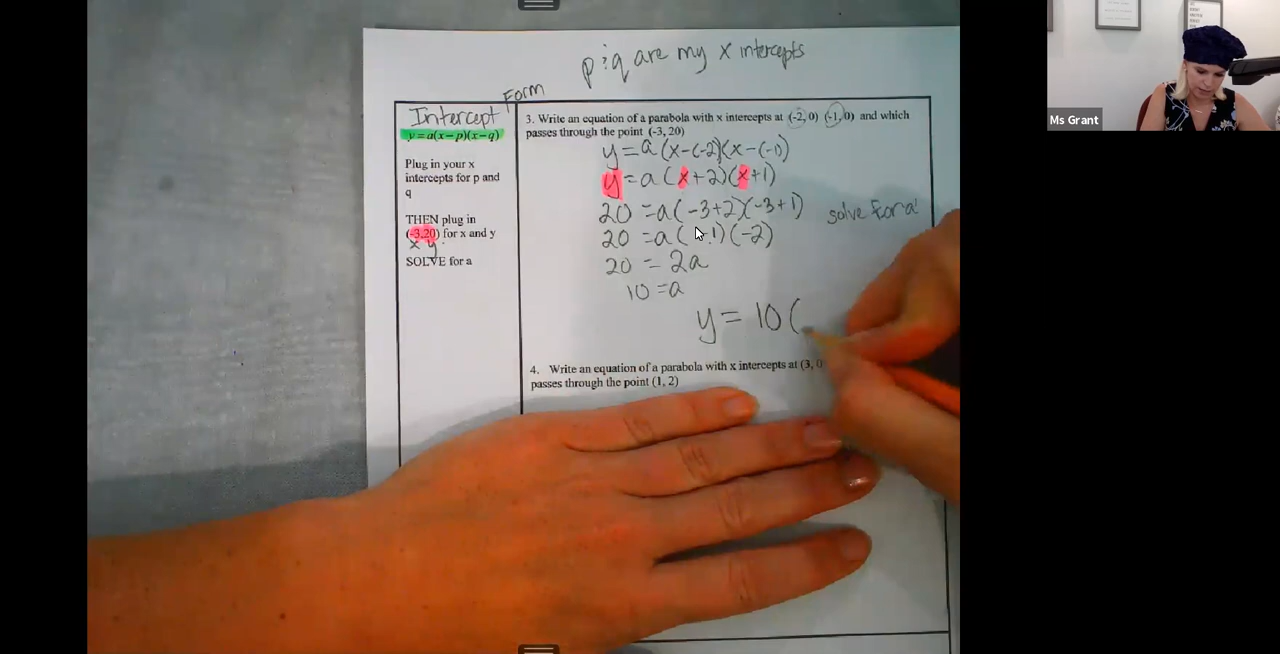 p & q are my x intercepts
Form
Intercept
y = a(x – p)(x – q)
Plug in your x
intercepts for p and
q
THEN plug in
(-3,20) for x and y
x y
SOLVE for a
3. Write an equation of a parabola with x intercepts at (-2, 0) (-1, 0) and which
passes through the point (-3, 20)
y = a(x-(-2)(x-(-1)
y = a(x+2)(x+1)
20 = a(-3+2)(-3+1) solve for a
20 = a(-1)(-2)
20 = 2a
10 = a
y = 10(
4. Write an equation of a parabola with x intercepts at (3, 0
passes through the point (1, 2)
Ms Grant